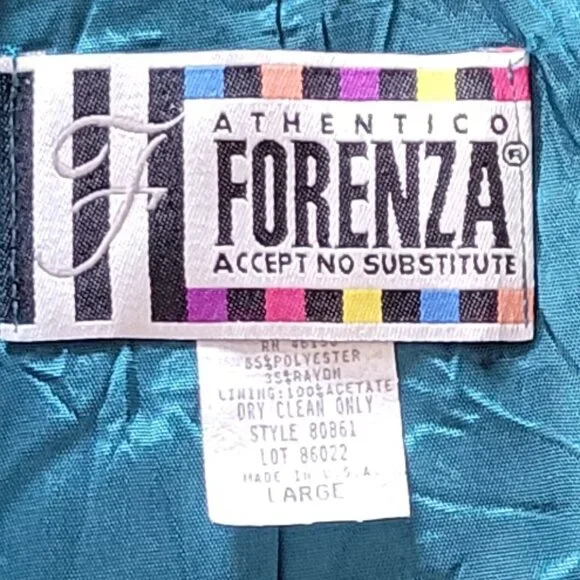 F
ATHENTICO
FORENZA®
ACCEPT NO SUBSTITUTE
RN
65%POLYESTER
35%RAYON
LINING:100%ACETATE
DRY CLEAN ONLY
STYLE 80861
LOT 86022
MADE IN U.S.A.
LARGE